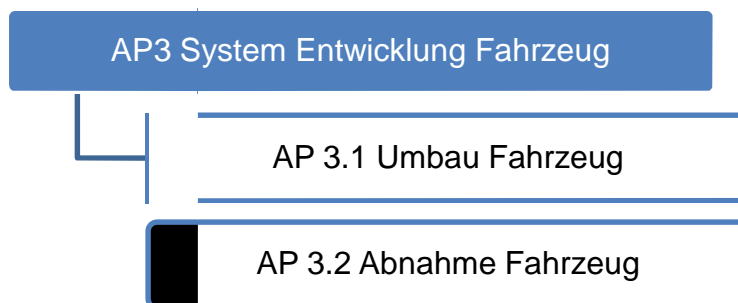 AP3 System Entwicklung Fahrzeug
AP 3.1 Umbau Fahrzeug
AP 3.2 Abnahme Fahrzeug